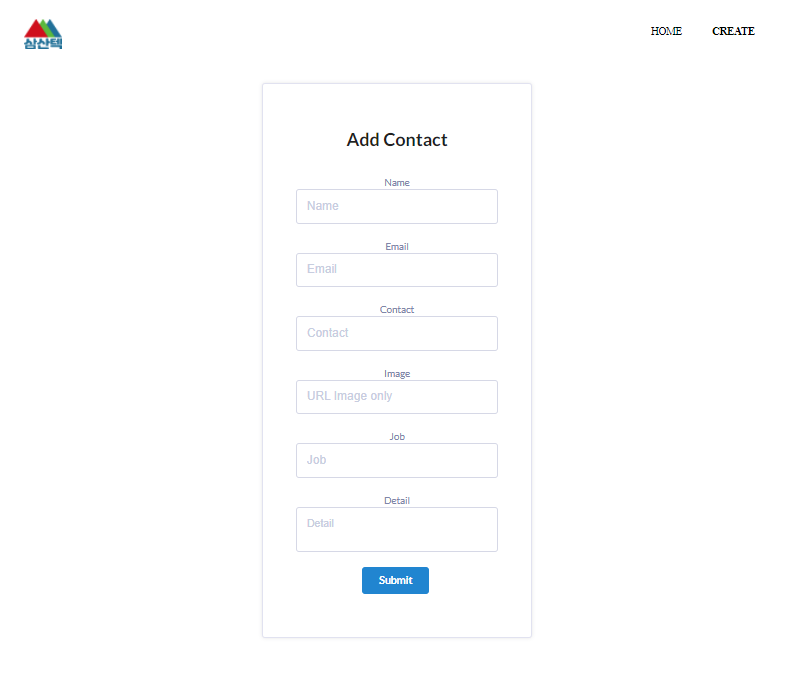 삼산텍
HOME
CREATE
Add Contact
Name
Name
Email
Email
Contact
Contact
Image
URL Image only
Job
Job
Detail
Detail
Submit